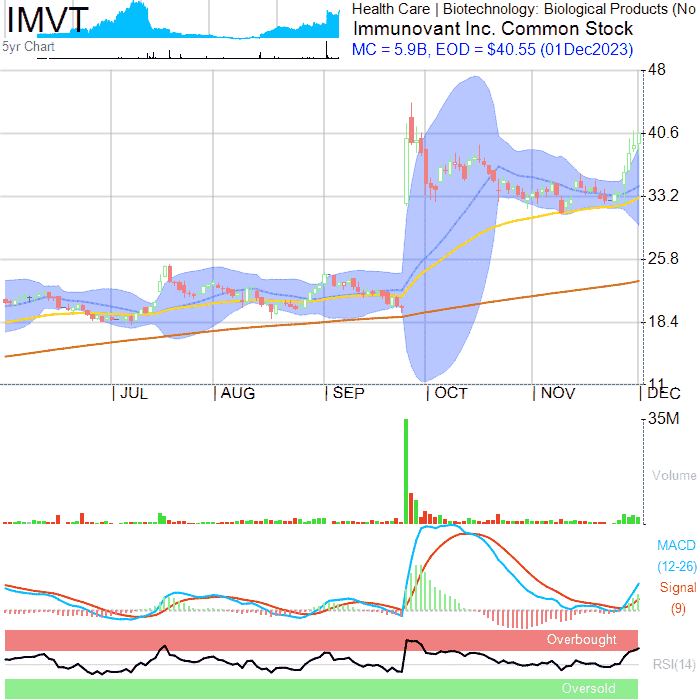 IMVT
5yr Chart
Health Care | Biotechnology: Biological Products (No
Immunovant Inc. Common Stock
MC = 5.9B, EOD = $40.55 (01Dec2023)
48
40.6
33.2
25.8
18.4
11
JUL
AUG
SEP
OCT
NOV
DEC
35M
Volume
MACD
(12-26)
Signal
(9)
Overbought
RSI(14)
Oversold